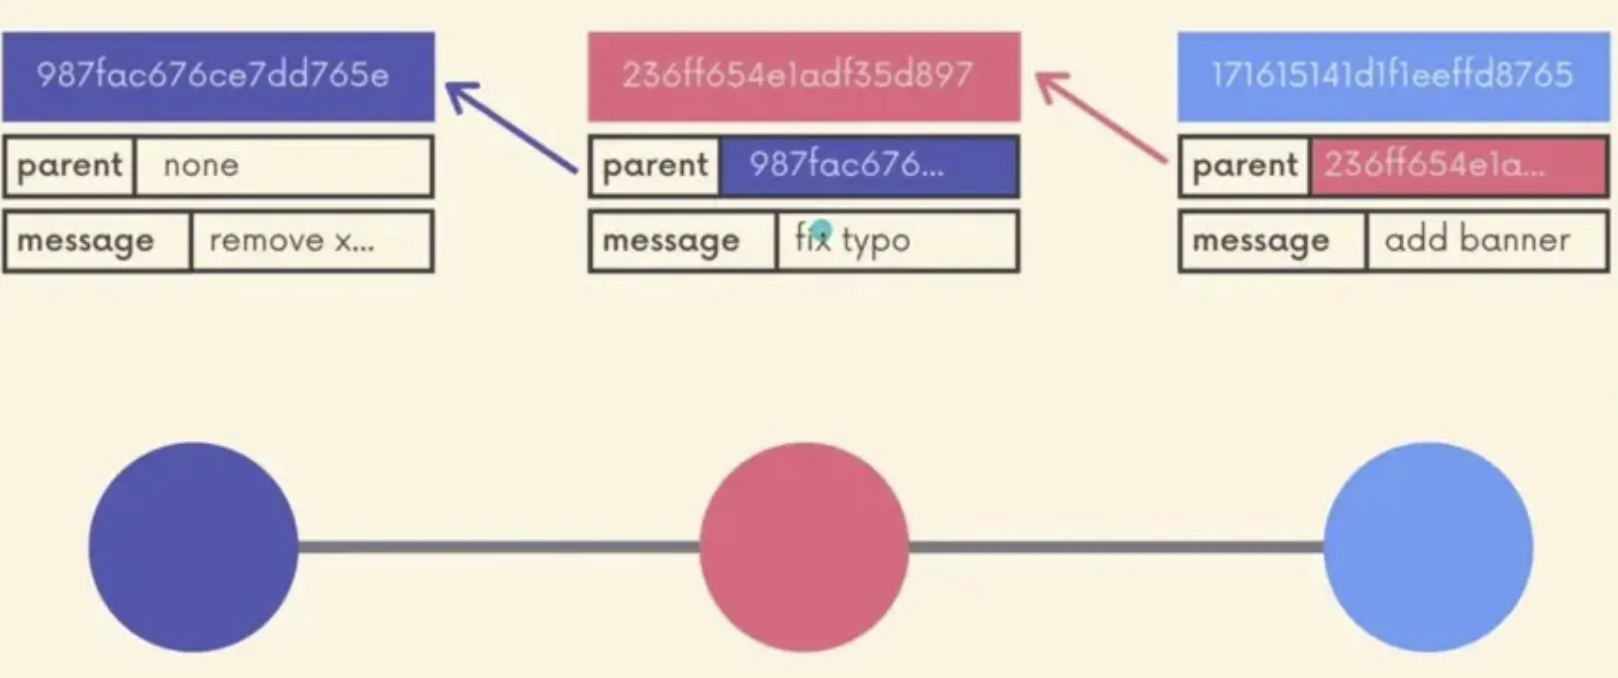 987fac676ce7dd765e
parent none
message remove x...
236ff654e1adf35d897
parent 987fac676...
message fix typo
171615141d1f1eeffd8765
parent 236ff654e1a...
message add banner